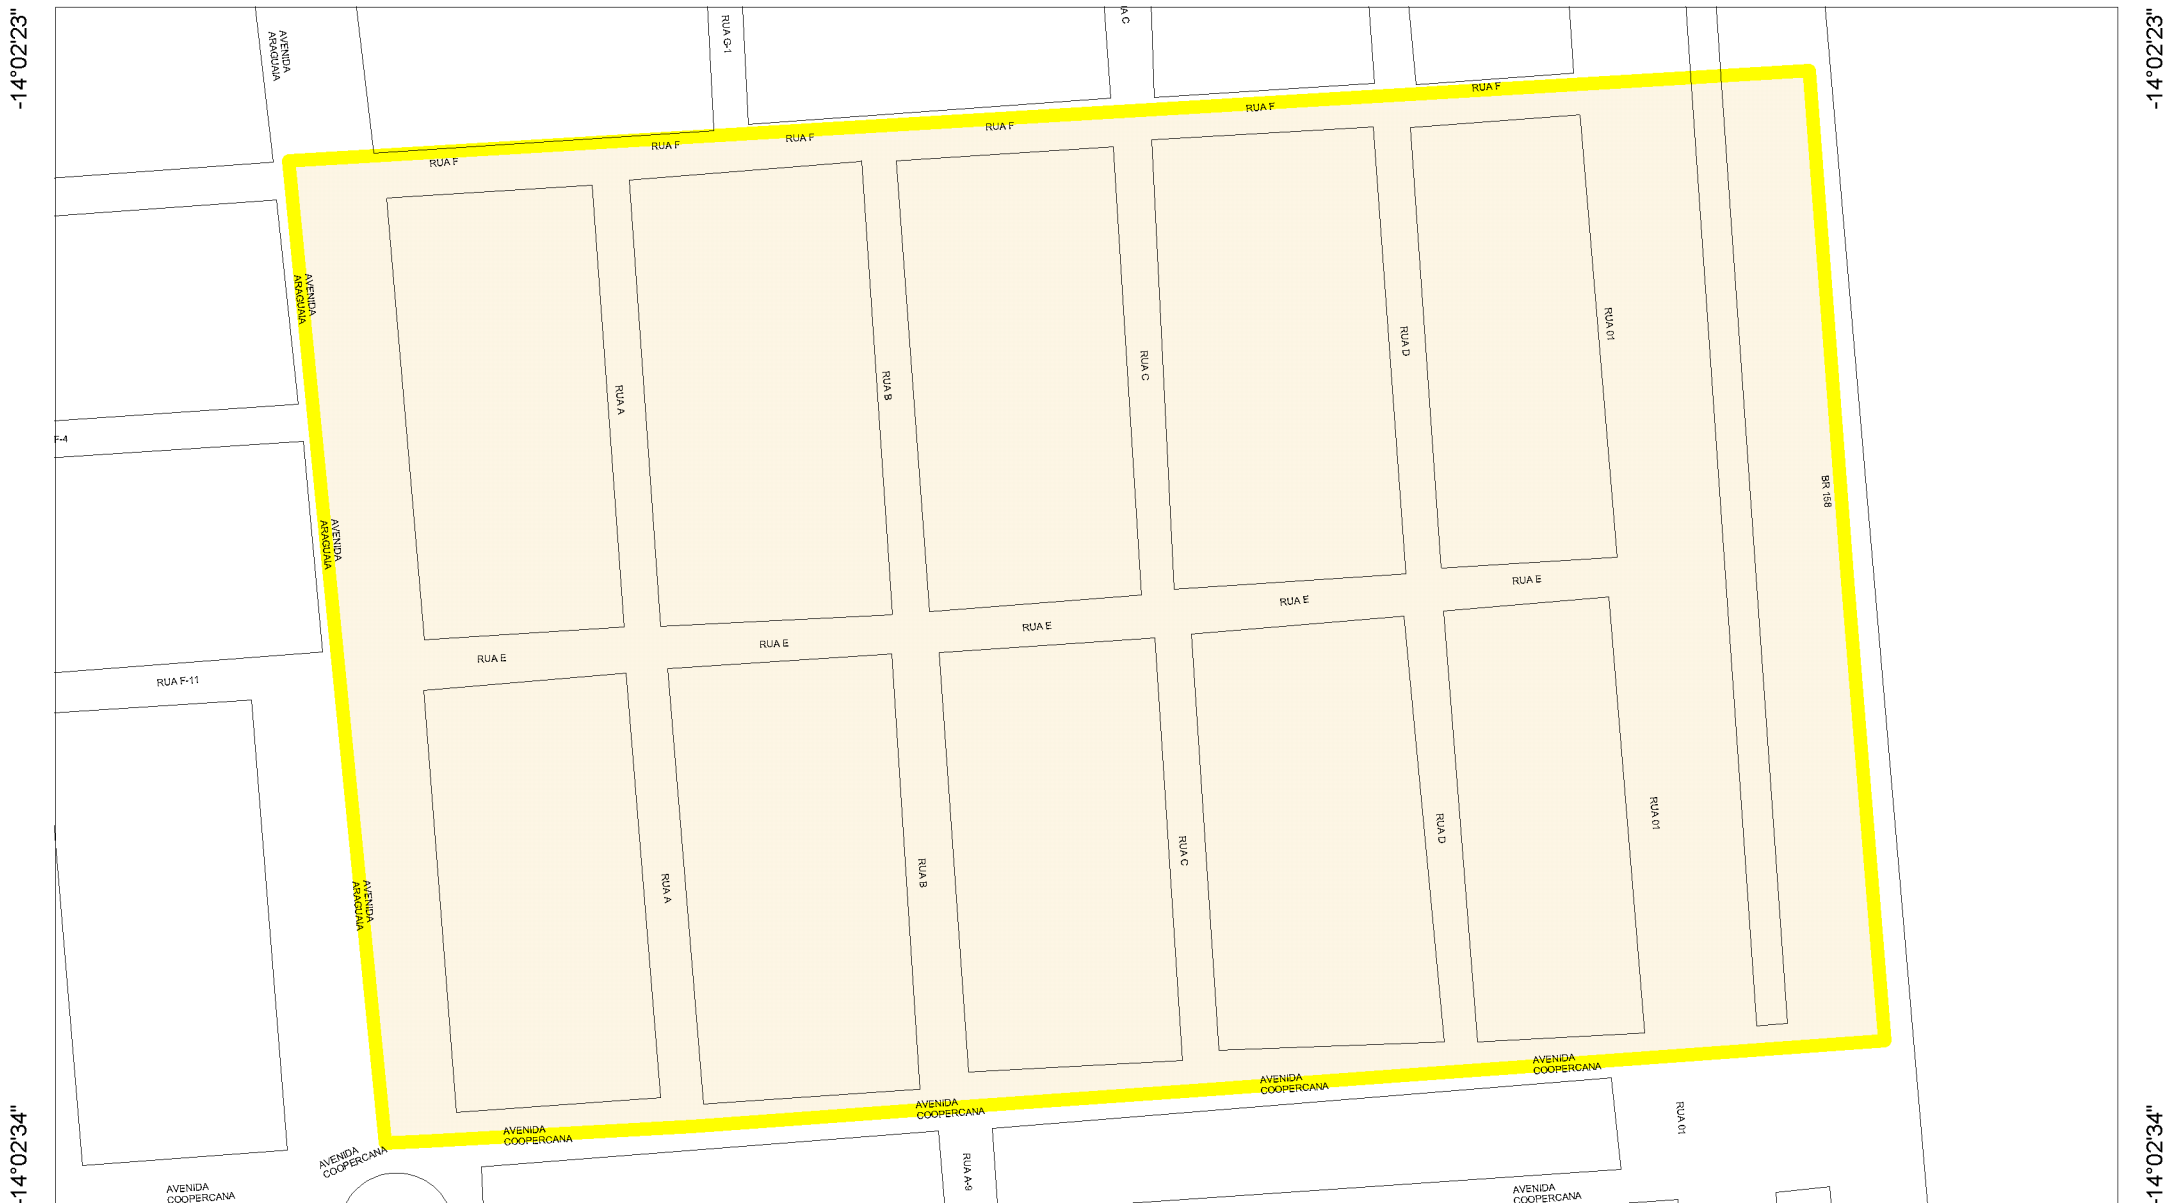 -14°02'23"
-14°02'23"
AVENIDA
ARAGUAIA
RUA G-1
RUA F
RUA F
RUA F
RUA F
RUA F
RUA F
AVENIDA
ARAGUAIA
RUA A
RUA B
RUA C
RUA D
RUA 01
F-4
BR 158
AVENIDA
ARAGUAIA
RUA E
RUA E
RUA E
RUA E
RUA E
RUA F-11
AVENIDA
ARAGUAIA
RUA A
RUA B
RUA C
RUA D
RUA 01
AVENIDA
COOPERCANA
AVENIDA
COOPERCANA
AVENIDA
COOPERCANA
AVENIDA
COOPERCANA
AVENIDA
COOPERCANA
RUA 01
RUA A-9
AVENIDA
COOPERCANA
AVENIDA
COOPERCANA
-14°02'34"
-14°02'34"